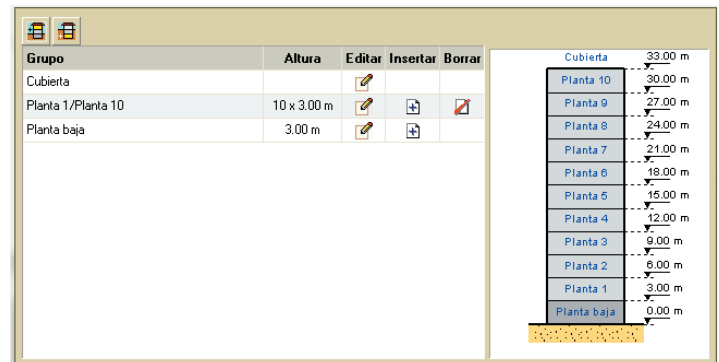 Grupo Altura Editar Insertar Borrar
Cubierta
Planta 1/Planta 10 10 x 3.00 m
Planta baja 3.00 m
Cubierta 33.00 m
Planta 10 30.00 m
Planta 9 27.00 m
Planta 8 24.00 m
Planta 7 21.00 m
Planta 6 18.00 m
Planta 5 15.00 m
Planta 4 12.00 m
Planta 3 9.00 m
Planta 2 6.00 m
Planta 1 3.00 m
Planta baja 0.00 m